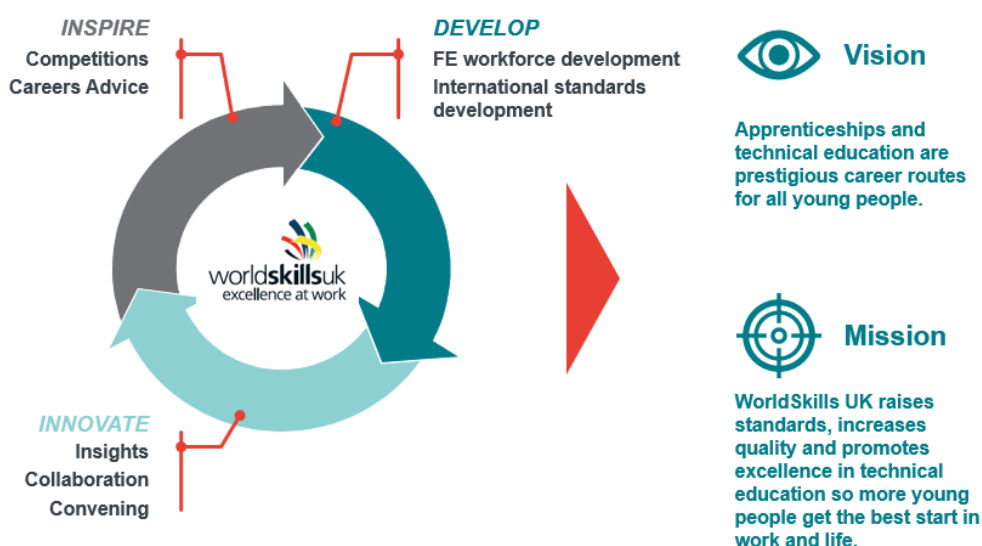 INSPIRE
Competitions
Careers Advice
DEVELOP
FE workforce development
International standards
development
worldskillsuk
excellence at work
INNOVATE
Insights
Collaboration
Convening
Vision
Apprenticeships and
technical education are
prestigious career routes
for all young people.
Mission
WorldSkills UK raises
standards, increases
quality and promotes
excellence in technical
education so more young
people get the best start in
work and life.